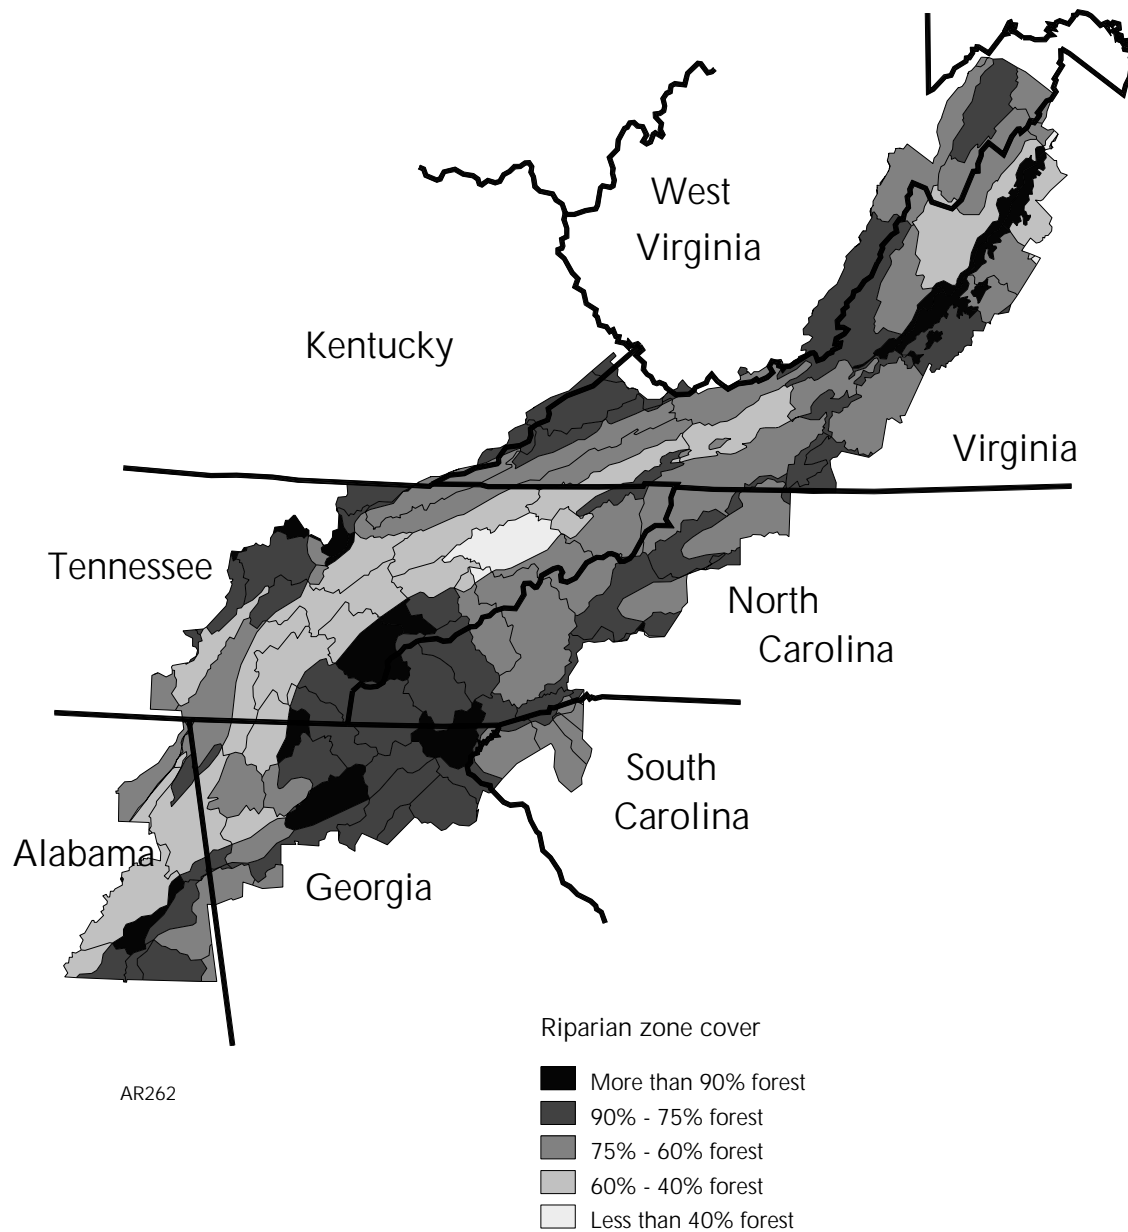 West
Virginia
Kentucky
Virginia
Tennessee
North
Carolina
South
Carolina
Alabama
Georgia
Riparian zone cover
More than 90% forest
90% - 75% forest
75% - 60% forest
60% - 40% forest
Less than 40% forest
AR262